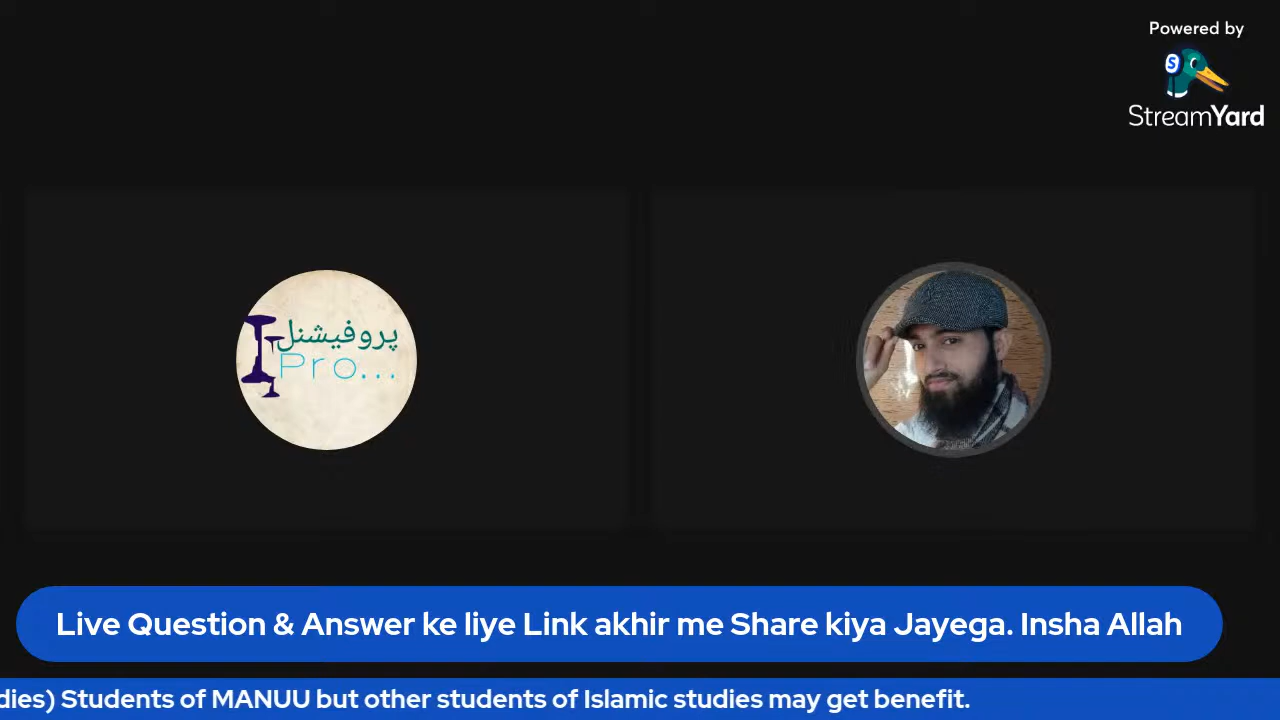 Powered by
S
StreamYard
پروفیشنل
Pro...
Live Question & Answer ke liye Link akhir me Share kiya Jayega. Insha Allah
dies) Students of MANUU but other students of Islamic studies may get benefit.